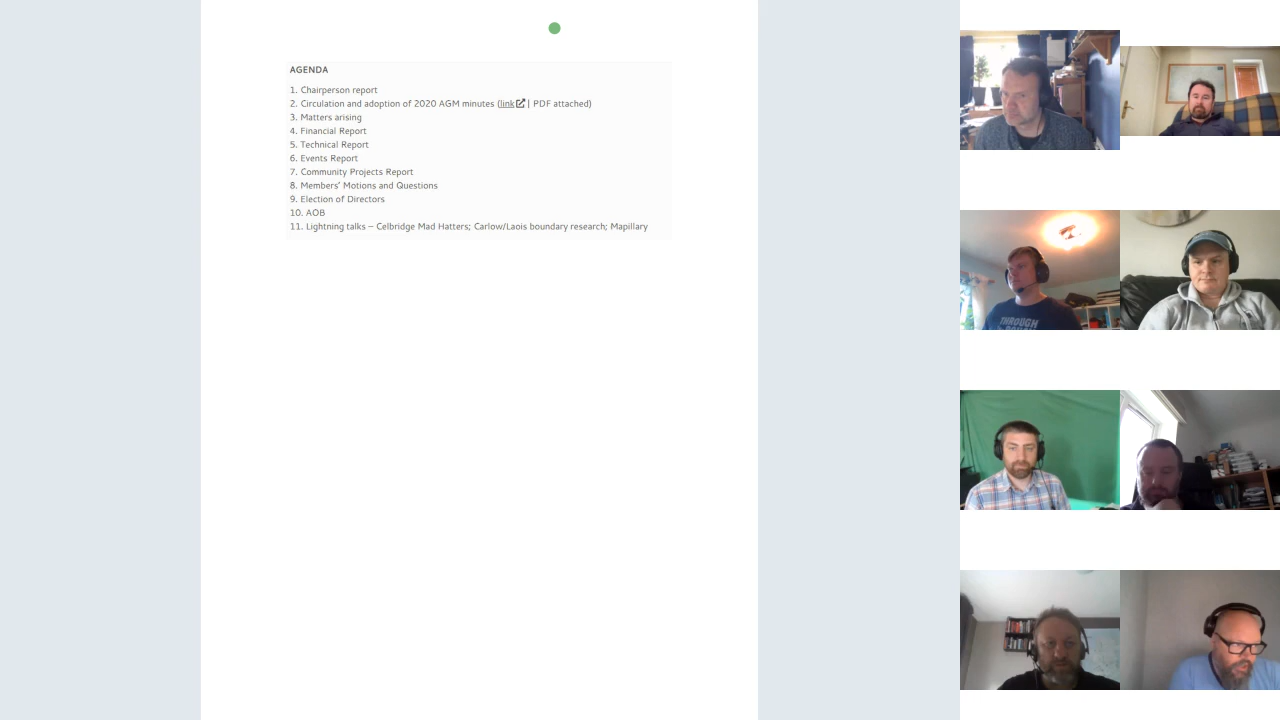 AGENDA
1. Chairperson report
2. Circulation and adoption of 2020 AGM minutes (link | PDF attached)
3. Matters arising
4. Financial Report
5. Technical Report
6. Events Report
7. Community Projects Report
8. Members' Motions and Questions
9. Election of Directors
10. AOB
11. Lightning talks – Celbridge Mad Hatters; Carlow/Laois boundary research; Mapillary
THROUGH